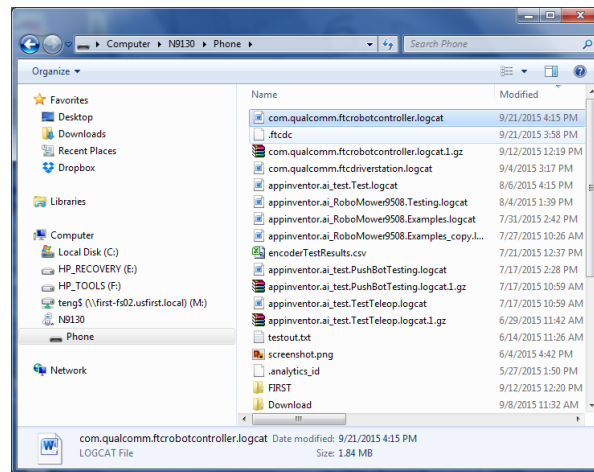 Computer ▸ N9130 ▸ Phone ▸
Search Phone
Organize
Favorites
Desktop
Downloads
Recent Places
Dropbox
Libraries
Computer
Local Disk (C:)
HP_RECOVERY (E:)
HP_TOOLS (F:)
teng$ (\\first-fs02.usfirst.local) (M:)
N9130
Phone
Network
Name Modified
com.qualcomm.ftcrobotcontroller.logcat 9/21/2015 4:15 PM
.ftcdc 9/21/2015 3:58 PM
com.qualcomm.ftcrobotcontroller.logcat.1.gz 9/12/2015 12:19 PM
com.qualcomm.ftcdriverstation.logcat 9/4/2015 3:17 PM
appinventor.ai_test.Test.logcat 8/6/2015 4:15 PM
appinventor.ai_RoboMower9508.Testing.logcat 8/4/2015 1:39 PM
appinventor.ai_RoboMower9508.Examples.logcat 7/31/2015 2:42 PM
appinventor.ai_RoboMower9508.Examples_copy.l... 7/27/2015 10:26 AM
encoderTestResults.csv 7/21/2015 12:37 PM
appinventor.ai_test.PushBotTesting.logcat 7/17/2015 2:28 PM
appinventor.ai_test.PushBotTesting.logcat.1.gz 7/17/2015 10:59 AM
appinventor.ai_test.TestTeleop.logcat 7/17/2015 10:59 AM
appinventor.ai_test.TestTeleop.logcat.1.gz 6/29/2015 11:42 AM
testout.txt 6/14/2015 11:26 AM
screenshot.png 6/4/2015 4:42 PM
.analytics_id 5/27/2015 1:50 PM
FIRST 9/12/2015 12:20 PM
Download 9/8/2015 11:32 AM
com.qualcomm.ftcrobotcontroller.logcat Date modified: 9/21/2015 4:15 PM
LOGCAT File Size: 1.84 MB